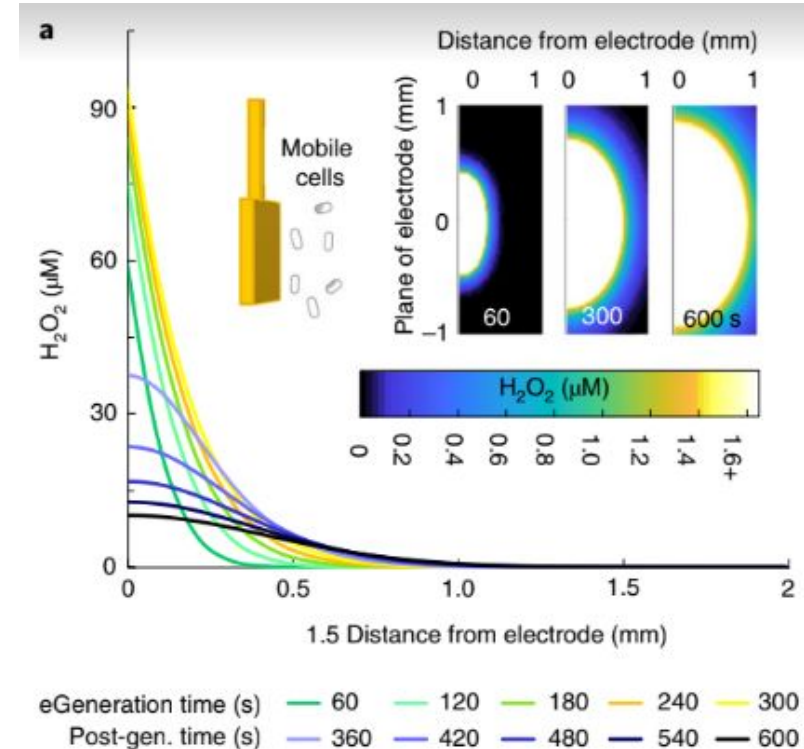 a
Distance from electrode (mm)
0 1 0 1 0 1
90
60
30
0
H₂O₂ (μM)
Mobile
cells
Plane of electrode (mm)
1
0
−1
60 300 600 s
H₂O₂ (μM)
0 0.2 0.4 0.6 0.8 1.0 1.2 1.4 1.6+
0 0.5 1.0 1.5 2
1.5 Distance from electrode (mm)
eGeneration time (s) 60 120 180 240 300
Post-gen. time (s) 360 420 480 540 600